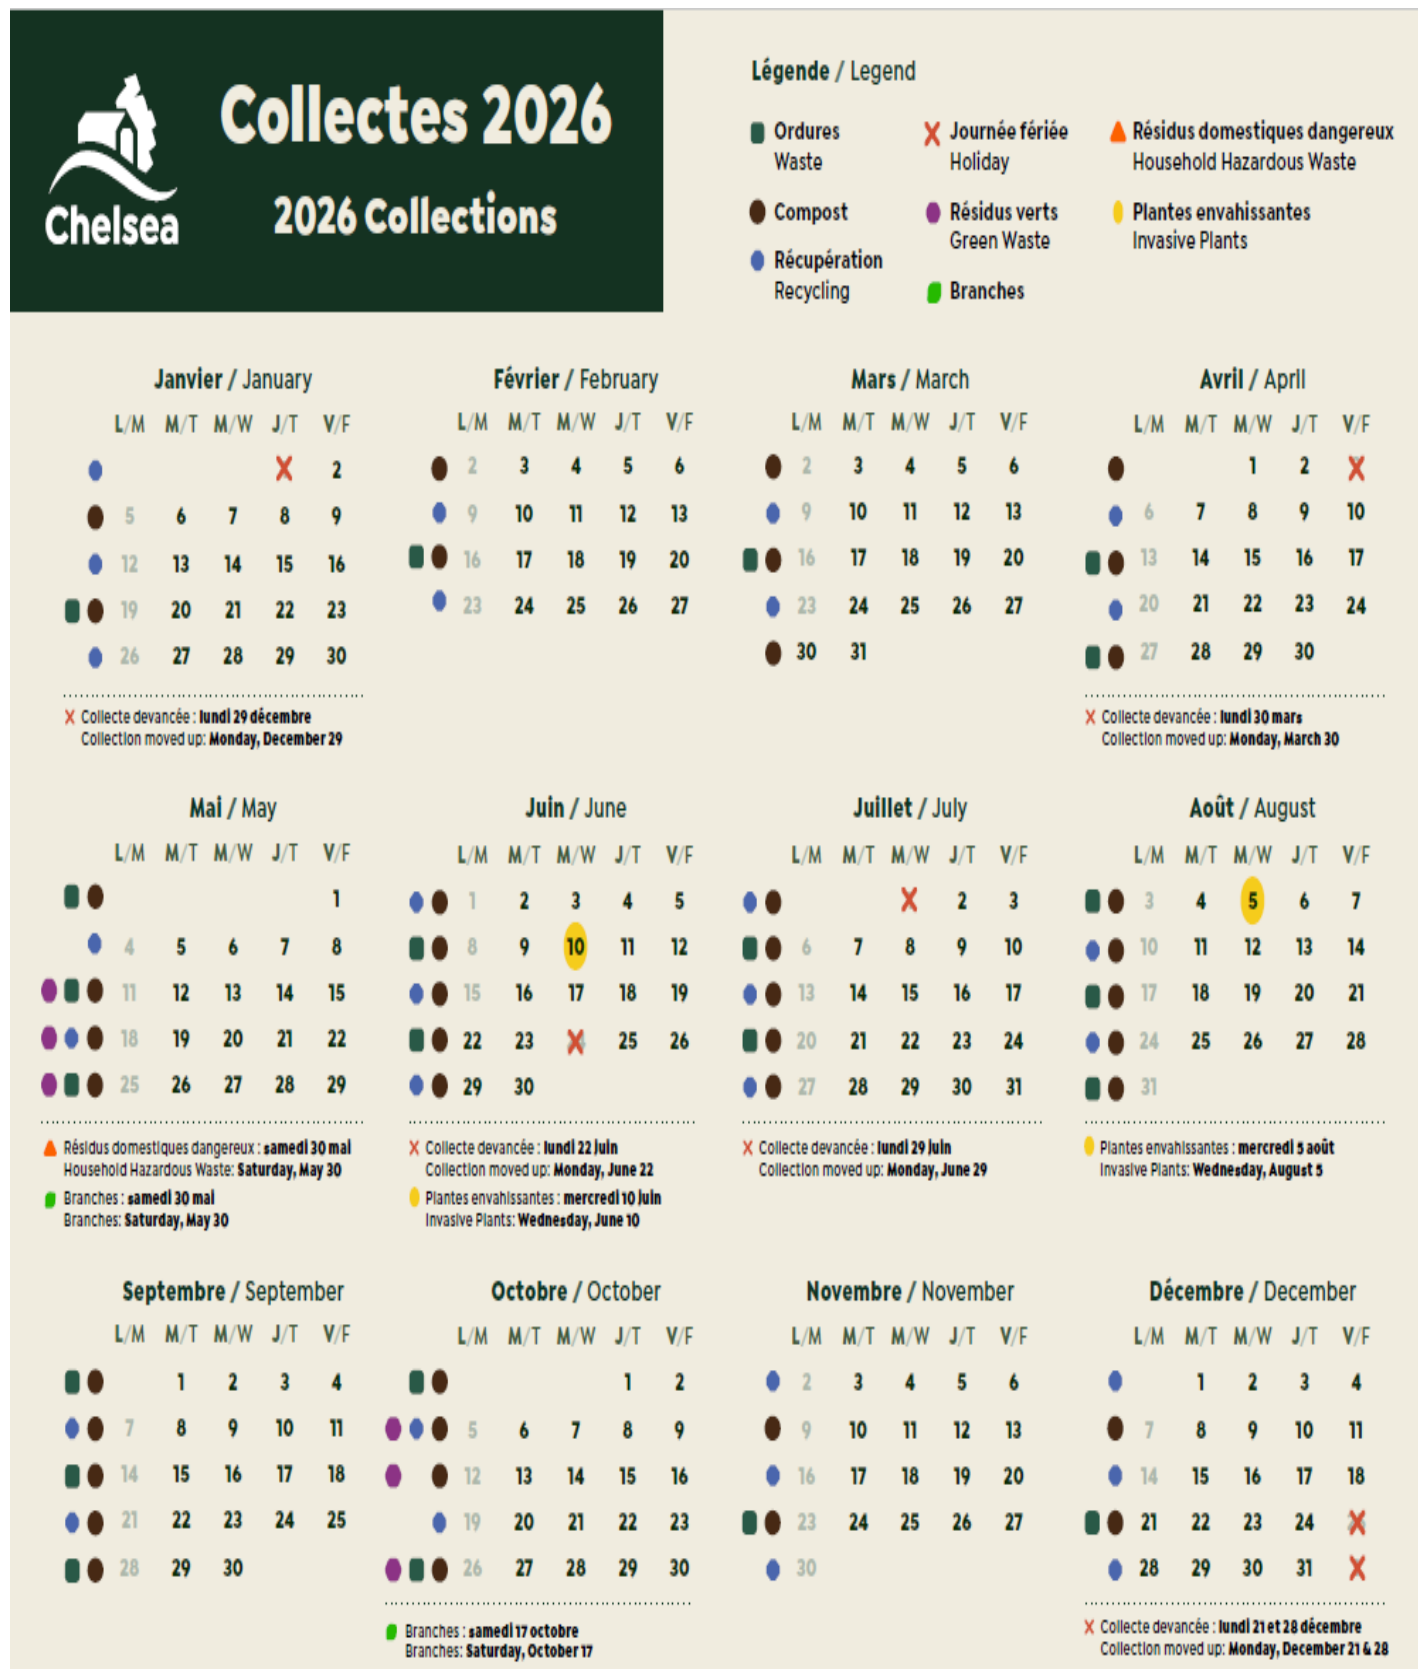 Collectes 2026
2026 Collections
Chelsea
Légende / Legend
Ordures
Waste
Compost
Récupération
Recycling
Journée fériée
Holiday
Résidus verts
Green Waste
Branches
Résidus domestiques dangereux
Household Hazardous Waste
Plantes envahissantes
Invasive Plants
Janvier / January
L/M M/T M/W J/T V/F
2
5 6 7 8 9
12 13 14 15 16
19 20 21 22 23
26 27 28 29 30
Collecte devancée : lundi 29 décembre
Collection moved up: Monday, December 29
Février / February
L/M M/T M/W J/T V/F
2 3 4 5 6
9 10 11 12 13
16 17 18 19 20
23 24 25 26 27
Mars / March
L/M M/T M/W J/T V/F
2 3 4 5 6
9 10 11 12 13
16 17 18 19 20
23 24 25 26 27
30 31
Avril / April
L/M M/T M/W J/T V/F
1 2
6 7 8 9 10
13 14 15 16 17
20 21 22 23 24
27 28 29 30
Collecte devancée : lundi 30 mars
Collection moved up: Monday, March 30
Mai / May
L/M M/T M/W J/T V/F
1
4 5 6 7 8
11 12 13 14 15
18 19 20 21 22
25 26 27 28 29
Résidus domestiques dangereux : samedi 30 mai
Household Hazardous Waste: Saturday, May 30
Branches : samedi 30 mai
Branches: Saturday, May 30
Juin / June
L/M M/T M/W J/T V/F
1 2 3 4 5
8 9 10 11 12
15 16 17 18 19
22 23 25 26
29 30
Collecte devancée : lundi 22 juin
Collection moved up: Monday, June 22
Plantes envahissantes : mercredi 10 juin
Invasive Plants: Wednesday, June 10
Juillet / July
L/M M/T M/W J/T V/F
2 3
6 7 8 9 10
13 14 15 16 17
20 21 22 23 24
27 28 29 30 31
Collecte devancée : lundi 29 juin
Collection moved up: Monday, June 29
Août / August
L/M M/T M/W J/T V/F
3 4 5 6 7
10 11 12 13 14
17 18 19 20 21
24 25 26 27 28
31
Plantes envahissantes : mercredi 5 août
Invasive Plants: Wednesday, August 5
Septembre / September
L/M M/T M/W J/T V/F
1 2 3 4
7 8 9 10 11
14 15 16 17 18
21 22 23 24 25
28 29 30
Octobre / October
L/M M/T M/W J/T V/F
1 2
5 6 7 8 9
12 13 14 15 16
19 20 21 22 23
26 27 28 29 30
Branches : samedi 17 octobre
Branches: Saturday, October 17
Novembre / November
L/M M/T M/W J/T V/F
2 3 4 5 6
9 10 11 12 13
16 17 18 19 20
23 24 25 26 27
30
Décembre / December
L/M M/T M/W J/T V/F
1 2 3 4
7 8 9 10 11
14 15 16 17 18
21 22 23 24
28 29 30 31
Collecte devancée : lundi 21 et 28 décembre
Collection moved up: Monday, December 21 & 28